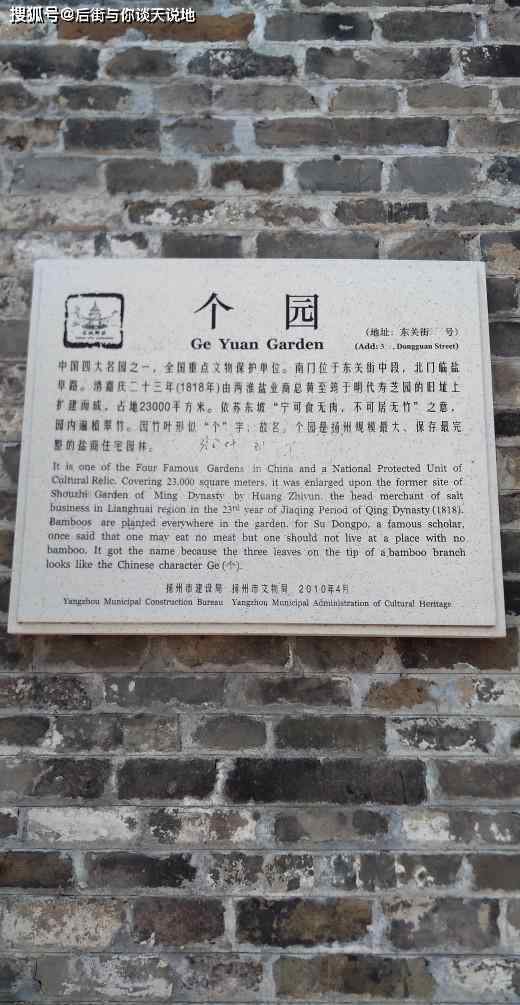 搜狐号@后街与你谈天说地
个 园
(地址：东关街 号)
Ge Yuan Garden
(Add: 3 , Dongguan Street)
中国四大名园之一，全国重点文物保护单位。南门位于东关街中段，北门临盐
阜路。清嘉庆二十三年(1818年)由两淮盐业商总黄至筠于明代寿芝园的旧址上
扩建而成，占地23000平方米。依苏东坡“宁可食无肉，不可居无竹”之意，
园内遍植翠竹。因竹叶形似“个”字，故名。个园是扬州规模最大、保存最完
整的盐商住宅园林。
It is one of the Four Famous Gardens in China and a National Protected Unit of
Cultural Relic. Covering 23,000 square meters, it was enlarged upon the former site of
Shouzhi Garden of Ming Dynasty by Huang Zhiyun, the head merchant of salt
business in Lianghuai region in the 23rd year of Jiaqing Period of Qing Dynasty (1818).
Bamboos are planted everywhere in the garden, for Su Dongpo, a famous scholar,
once said that one may eat no meat but one should not live at a place with no
bamboo. It got the name because the three leaves on the tip of a bamboo branch
looks like the Chinese character Ge (个).
扬州市建设局 扬州市文物局 2010年4月
Yangzhou Municipal Construction Bureau Yangzhou Municipal Administration of Cultural Heritage
搜狐号@后街与你谈天说地